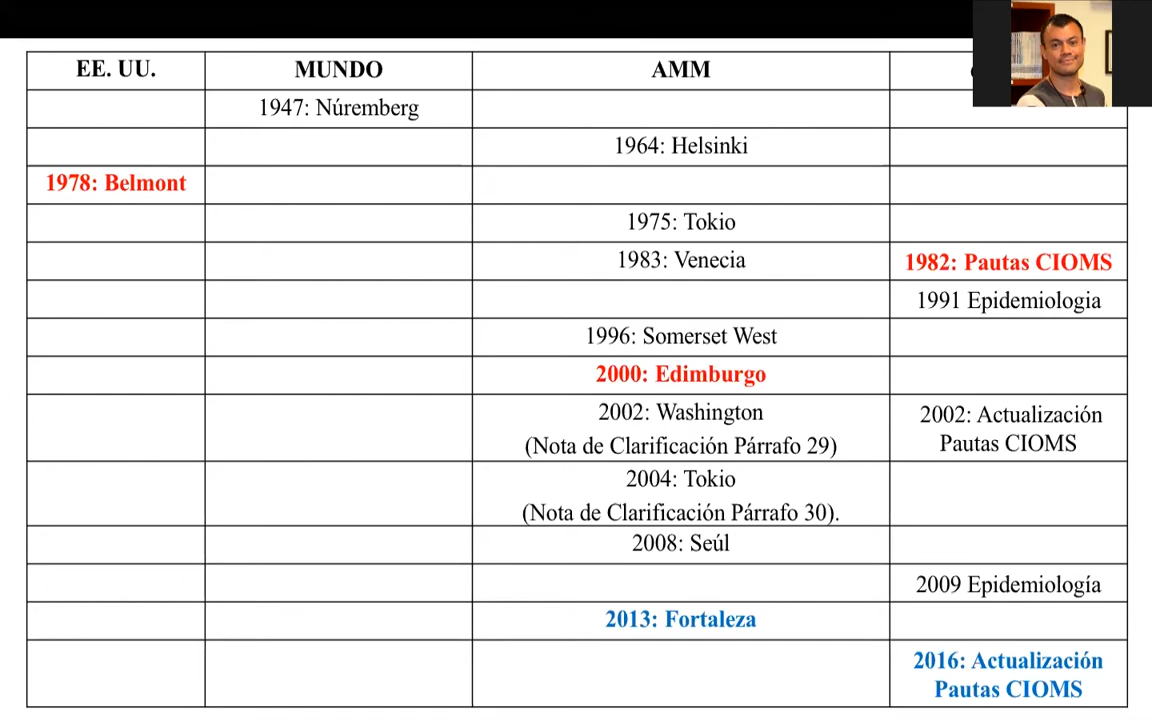 EE. UU.
MUNDO
AMM
1947: Núremberg
1964: Helsinki
1978: Belmont
1975: Tokio
1983: Venecia
1982: Pautas CIOMS
1991 Epidemiologia
1996: Somerset West
2000: Edimburgo
2002: Washington
(Nota de Clarificación Párrafo 29)
2002: Actualización
Pautas CIOMS
2004: Tokio
(Nota de Clarificación Párrafo 30).
2008: Seúl
2009 Epidemiología
2013: Fortaleza
2016: Actualización
Pautas CIOMS